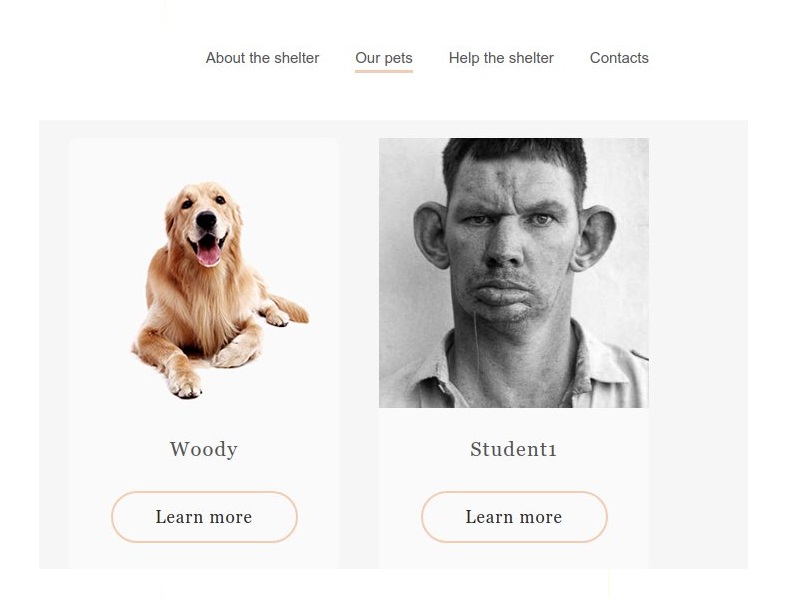 About the shelter Our pets Help the shelter Contacts
Woody Student1
Learn more Learn more